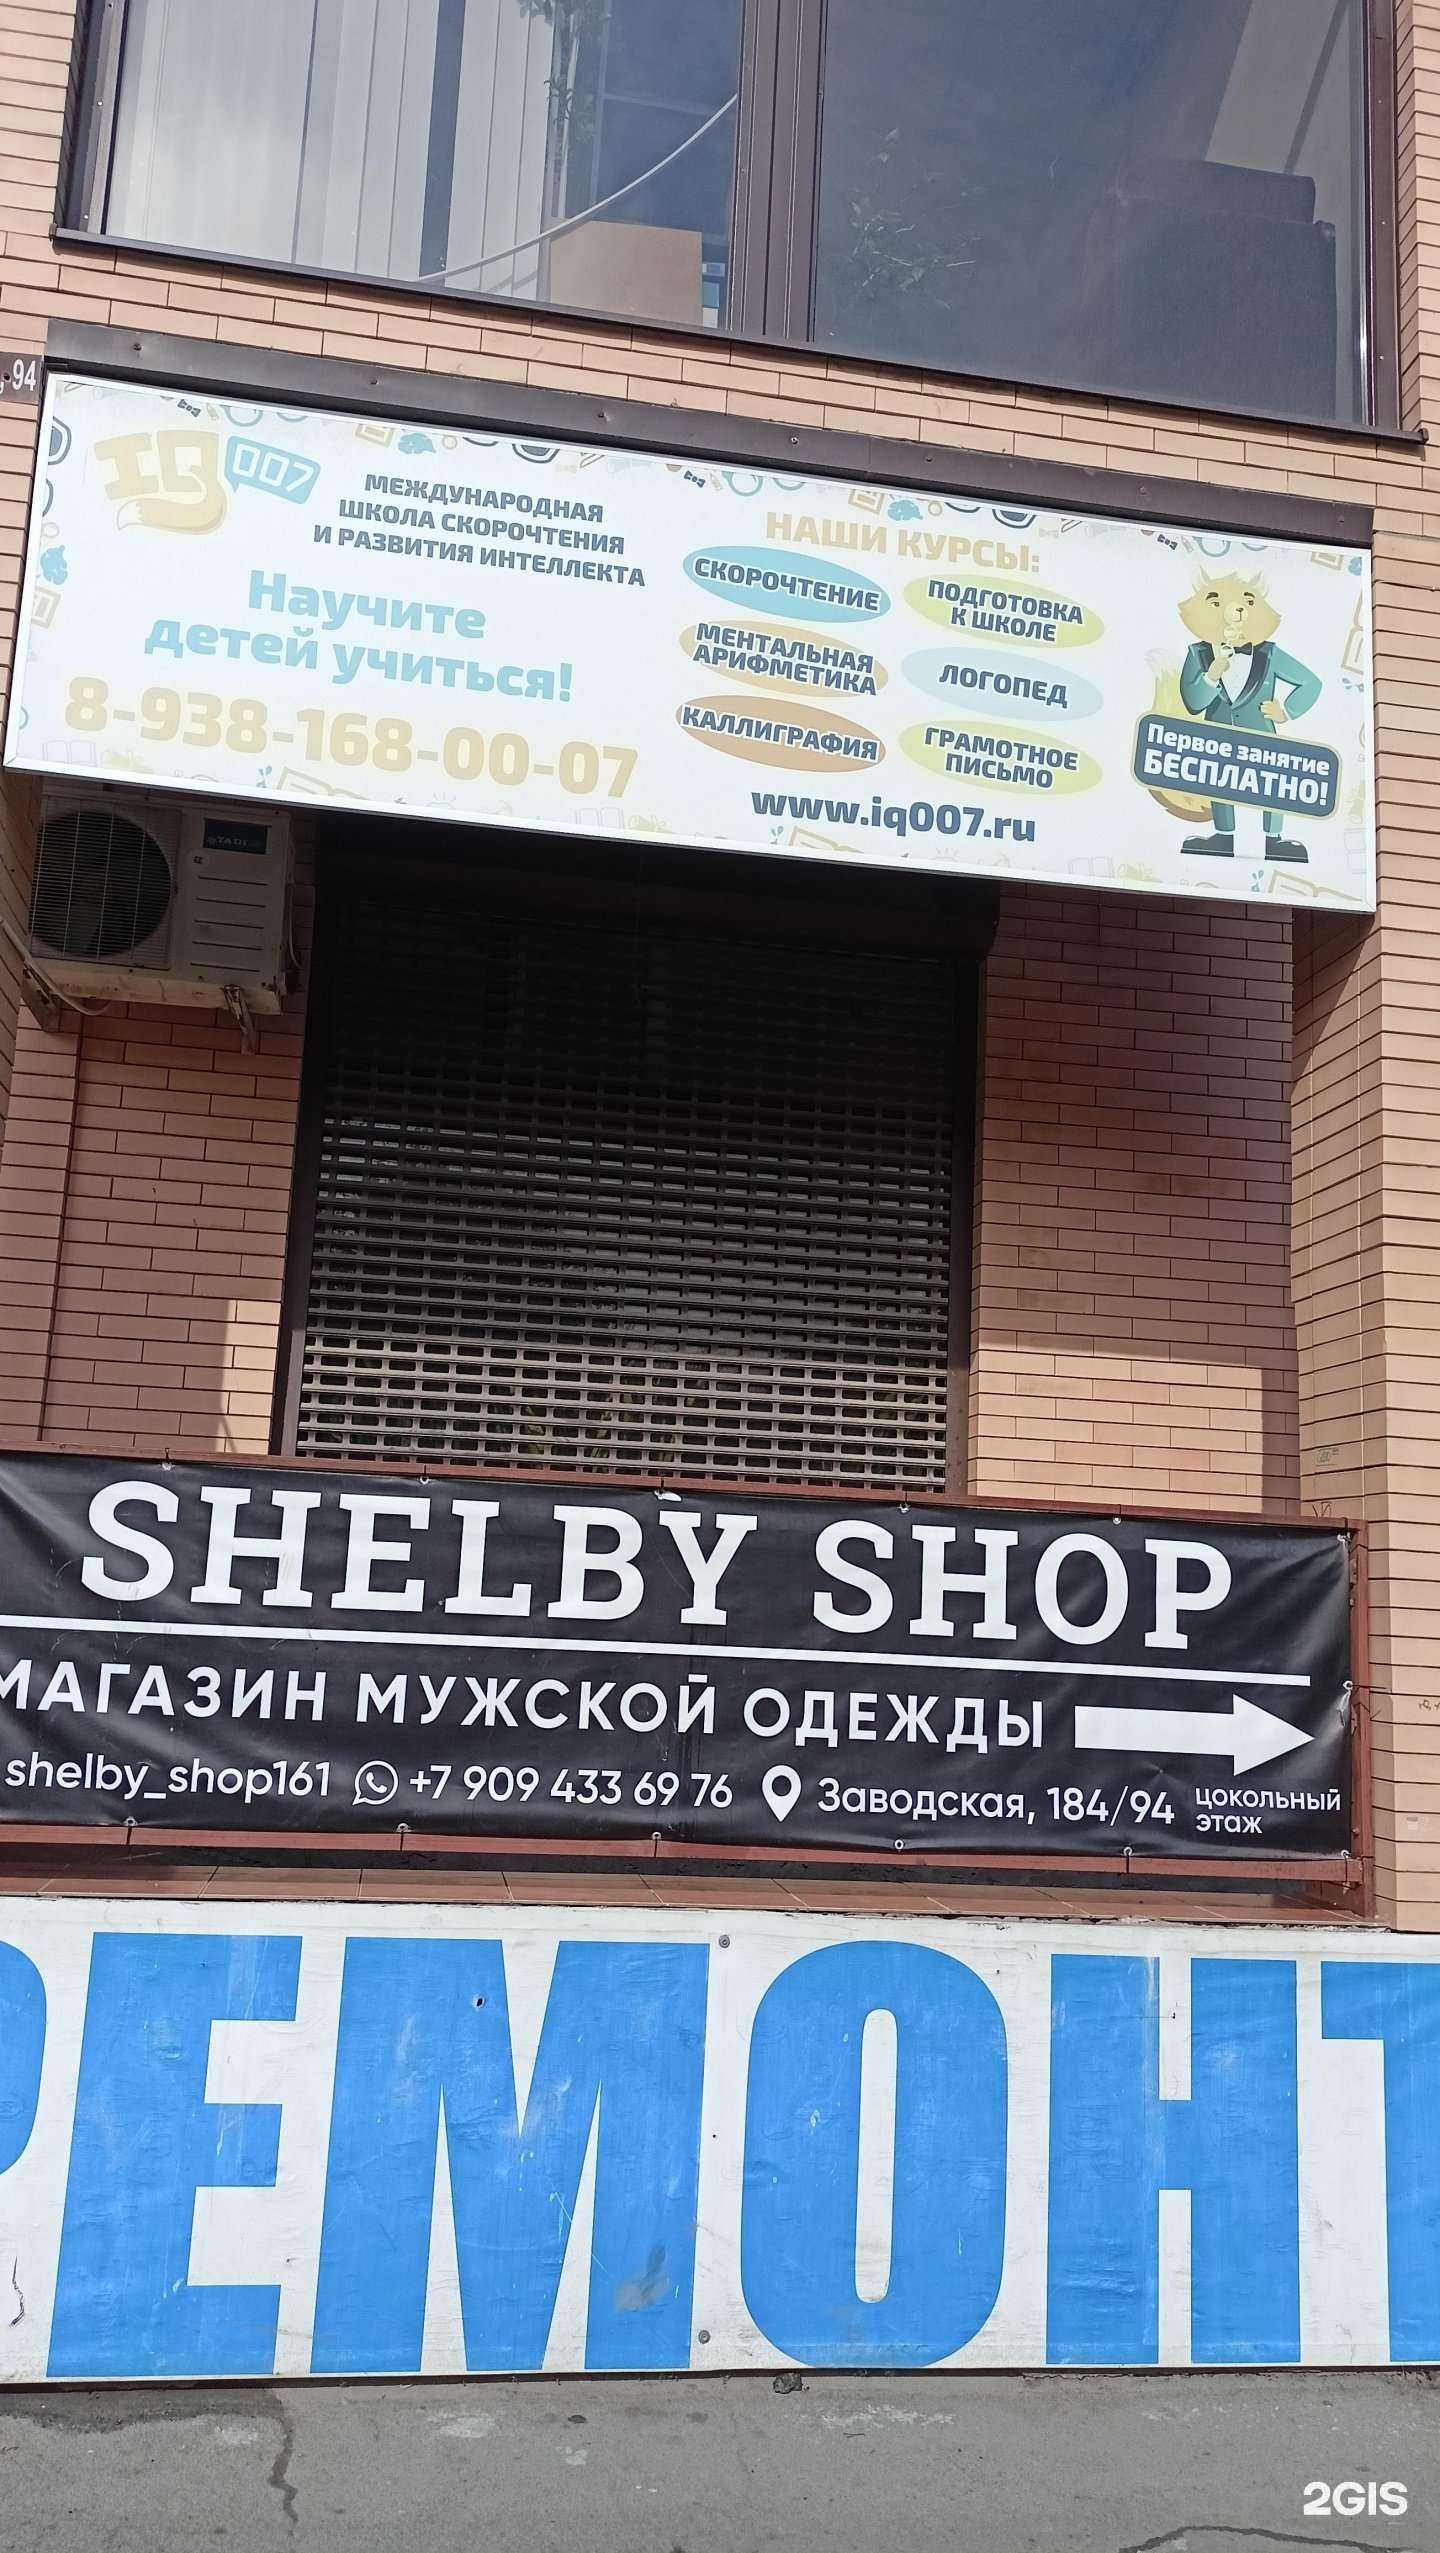 , 94
IQ 007
МЕЖДУНАРОДНАЯ
ШКОЛА СКОРОЧТЕНИЯ
И РАЗВИТИЯ ИНТЕЛЛЕКТА
Научите
детей учиться!
8-938-168-00-07
НАШИ КУРСЫ:
СКОРОЧТЕНИЕ
ПОДГОТОВКА
К ШКОЛЕ
МЕНТАЛЬНАЯ
АРИФМЕТИКА
ЛОГОПЕД
КАЛЛИГРАФИЯ
ГРАМОТНОЕ
ПИСЬМО
www.iq007.ru
Первое занятие
БЕСПЛАТНО!
TADI
SHELBY SHOP
МАГАЗИН МУЖСКОЙ ОДЕЖДЫ
shelby_shop161 +7 909 433 69 76 Заводская, 184/94 цокольный
этаж
РЕМОНТ
2GIS